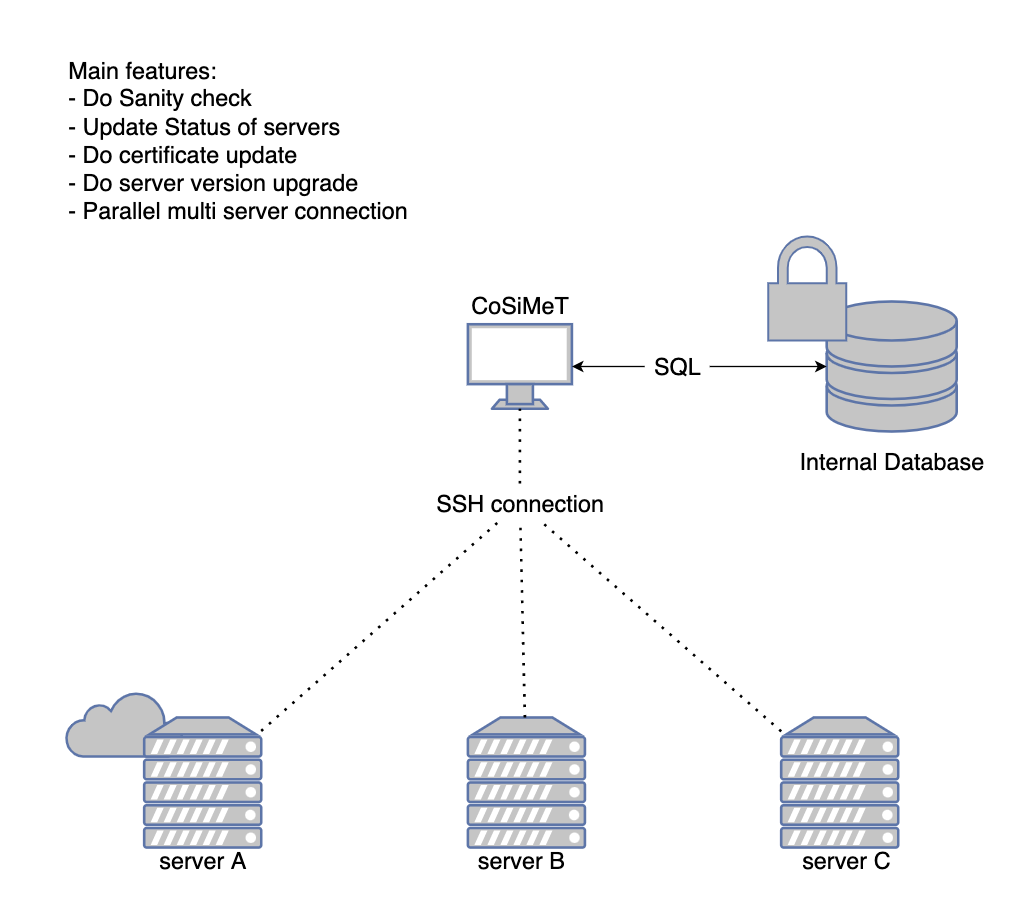 Main features:
- Do Sanity check
- Update Status of servers
- Do certificate update
- Do server version upgrade
- Parallel multi server connection
CoSiMeT
SQL
Internal Database
SSH connection
server A
server B
server C